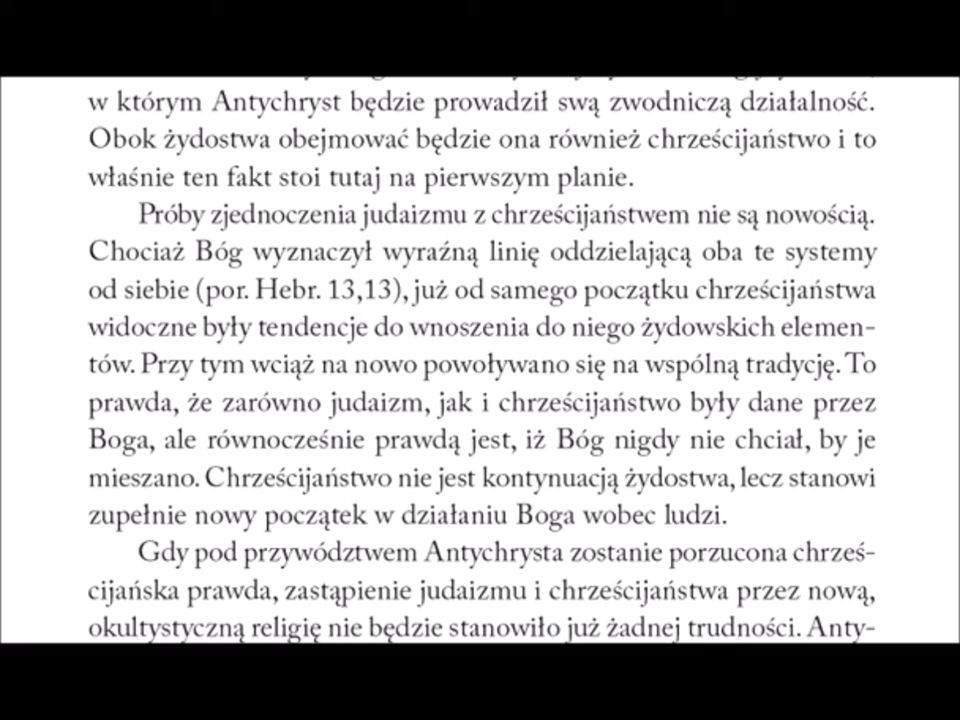 w którym Antychryst będzie prowadził swą zwodniczą działalność.
Obok żydostwa obejmować będzie ona również chrześcijaństwo i to
właśnie ten fakt stoi tutaj na pierwszym planie.
Próby zjednoczenia judaizmu z chrześcijaństwem nie są nowością.
Chociaż Bóg wyznaczył wyraźną linię oddzielającą oba te systemy
od siebie (por. Hebr. 13,13), już od samego początku chrześcijaństwa
widoczne były tendencje do wnoszenia do niego żydowskich elemen-
tów. Przy tym wciąż na nowo powoływano się na wspólną tradycję. To
prawda, że zarówno judaizm, jak i chrześcijaństwo były dane przez
Boga, ale równocześnie prawdą jest, iż Bóg nigdy nie chciał, by je
mieszano. Chrześcijaństwo nie jest kontynuacją żydostwa, lecz stanowi
zupełnie nowy początek w działaniu Boga wobec ludzi.
Gdy pod przywództwem Antychrysta zostanie porzucona chrześ-
cijańska prawda, zastąpienie judaizmu i chrześcijaństwa przez nową,
okultystyczną religię nie będzie stanowiło już żadnej trudności. Anty-